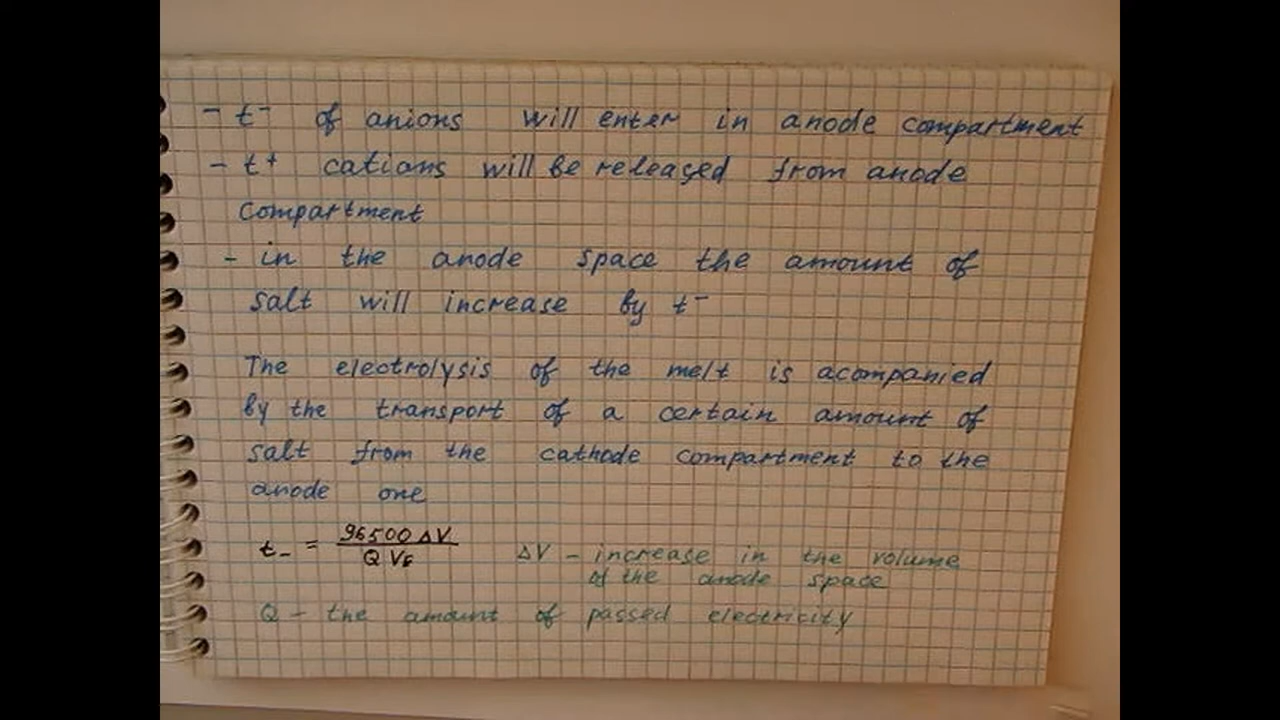 - t⁻ of anions will enter in anode compartment
- t⁺ cations will be released from anode
compartment
- in the anode space the amount of
salt will increase by t⁻
The electrolysis of the melt is acompanied
by the transport of a certain amount of
salt from the cathode compartment to the
anode one
t₋ = 96500 ΔV / Q V
ΔV - increase in the volume
of the anode space
Q - the amount of passed electricity